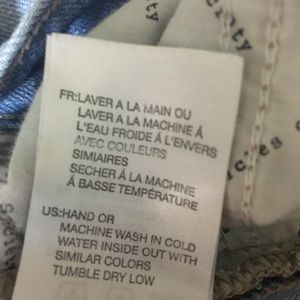 FR:LAVER A LA MAIN OU
LAVER A LA MACHINE Á
L'EAU FROIDE Á L'ENVERS
AVEC COULEURS
SIMIAIRES
SECHER Á LA MACHINE
Á BASSE TEMPÉRATURE
US:HAND OR
MACHINE WASH IN COLD
WATER INSIDE OUT WITH
SIMILAR COLORS
TUMBLE DRY LOW